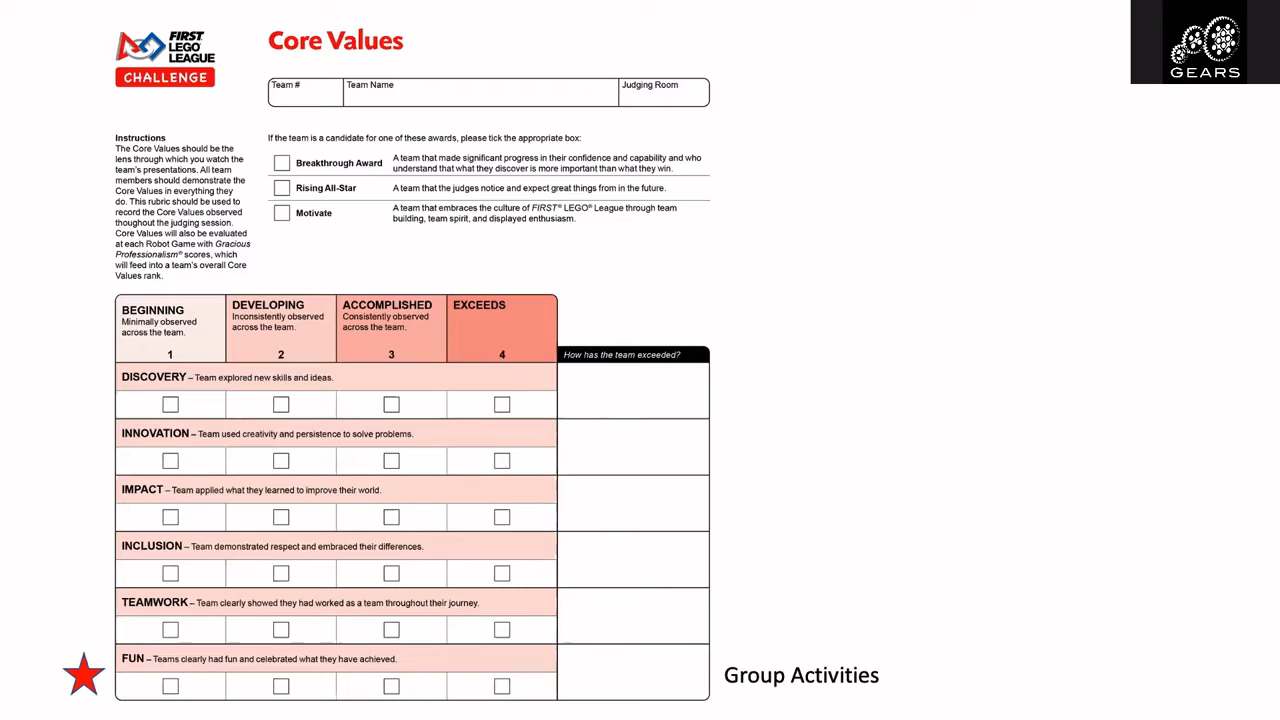 FIRST
LEGO
LEAGUE
CHALLENGE
Core Values
GEARS
Team #
Team Name
Judging Room
Instructions
The Core Values should be the
lens through which you watch the
team's presentations. All team
members should demonstrate the
Core Values in everything they
do. This rubric should be used to
record the Core Values observed
thoughout the judging session.
Core Values will also be evaluated
at each Robot Game with Gracious
Professionalism® scores, which
will feed into a team's overall Core
Values rank.
If the team is a candidate for one of these awards, please tick the appropriate box:
Breakthrough Award
A team that made significant progress in their confidence and capability and who
understand that what they discover is more important than what they win.
Rising All-Star
A team that the judges notice and expect great things from in the future.
Motivate
A team that embraces the culture of FIRST® LEGO® League through team
building, team spirit, and displayed enthusiasm.
BEGINNING
Minimally observed
across the team.
1
DEVELOPING
Inconsistently observed
across the team.
2
ACCOMPLISHED
Consistently observed
across the team.
3
EXCEEDS
4
How has the team exceeded?
DISCOVERY – Team explored new skills and ideas.
INNOVATION – Team used creativity and persistence to solve problems.
IMPACT – Team applied what they learned to improve their world.
INCLUSION – Team demonstrated respect and embraced their differences.
TEAMWORK – Team clearly showed they had worked as a team throughout their journey.
FUN – Teams clearly had fun and celebrated what they have achieved.
Group Activities